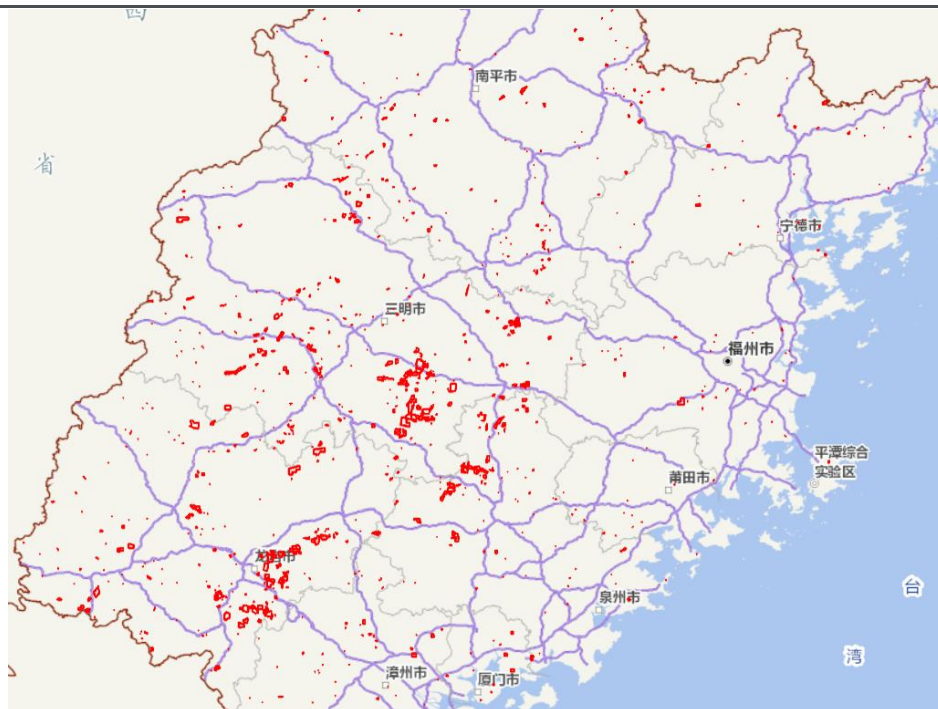 西
南平市
省
宁德市
三明市
福州市
平潭综合
实验区
莆田市
龙岩市
台
泉州市
湾
漳州市
厦门市